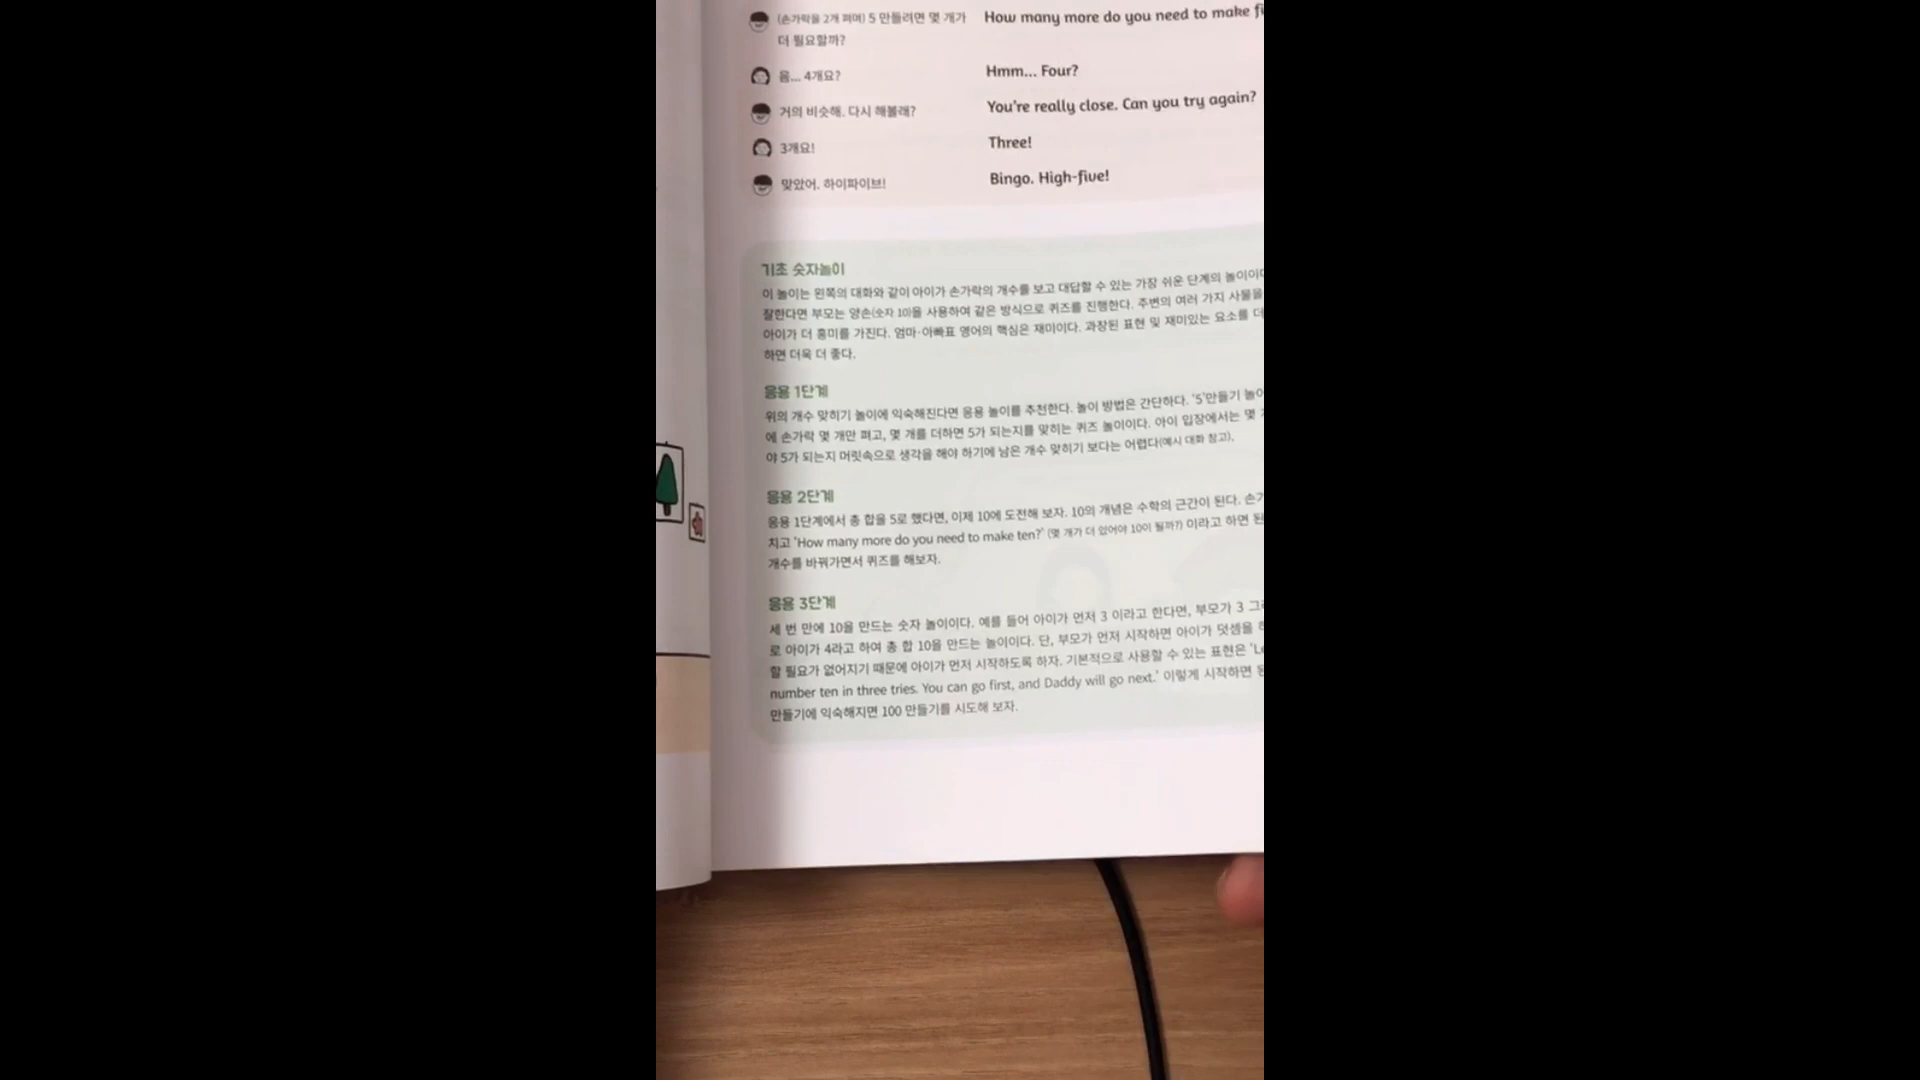 (손가락을 2개 펴며) 5 만들려면 몇 개가
더 필요할까?
How many more do you need to make
음... 4개요?
Hmm... Four?
거의 비슷해. 다시 해볼래?
You're really close. Can you try again?
3개요!
Three!
맞았어. 하이파이브!
Bingo. High-five!
기초 숫자놀이
이 놀이는 왼쪽의 대화와 같이 아이가 손가락의 개수를 보고 대답할 수 있는 가장 쉬운 단계의
잘한다면 부모는 양손(숫자 10)을 사용하여 같은 방식으로 퀴즈를 진행한다. 주변의 여러 가지 사물을
아이가 더 흥미를 가진다. 엄마·아빠표 영어의 핵심은 재미이다. 과장된 표현 및 재미있는 요소를
하면 더욱 더 좋다.
응용 1단계
위의 개수 맞히기 놀이에 익숙해진다면 응용 놀이를 추천한다. 놀이 방법은 간단하다. '5'만들기
에 손가락 몇 개만 펴고, 몇 개를 더하면 5가 되는지를 맞히는 퀴즈 놀이이다. 아이 입장에서는 몇
야 5가 되는지 머릿속으로 생각을 해야 하기에 남은 개수 맞히기 보다는 어렵다(예시 대화 참고).
응용 2단계
응용 1단계에서 총 합을 5로 했다면, 이제 10에 도전해 보자. 10의 개념은 수학의 근간이 된다.
치고 'How many more do you need to make ten?' (몇 개가 더 있어야 10이 될까?) 이라고 하면
개수를 바꿔가면서 퀴즈를 해보자.
응용 3단계
세 번 만에 10을 만드는 숫자 놀이이다. 예를 들어 아이가 먼저 3 이라고 한다면, 부모가 3
로 아이가 4라고 하여 총 합 10을 만드는 놀이이다. 단, 부모가 먼저 시작하면 아이가 덧셈을
할 필요가 없어지기 때문에 아이가 먼저 시작하도록 하자. 기본적으로 사용할 수 있는 표현은
number ten in three tries. You can go first, and Daddy will go next.' 이렇게 시작하면
만들기에 익숙해지면 100 만들기를 시도해 보자.